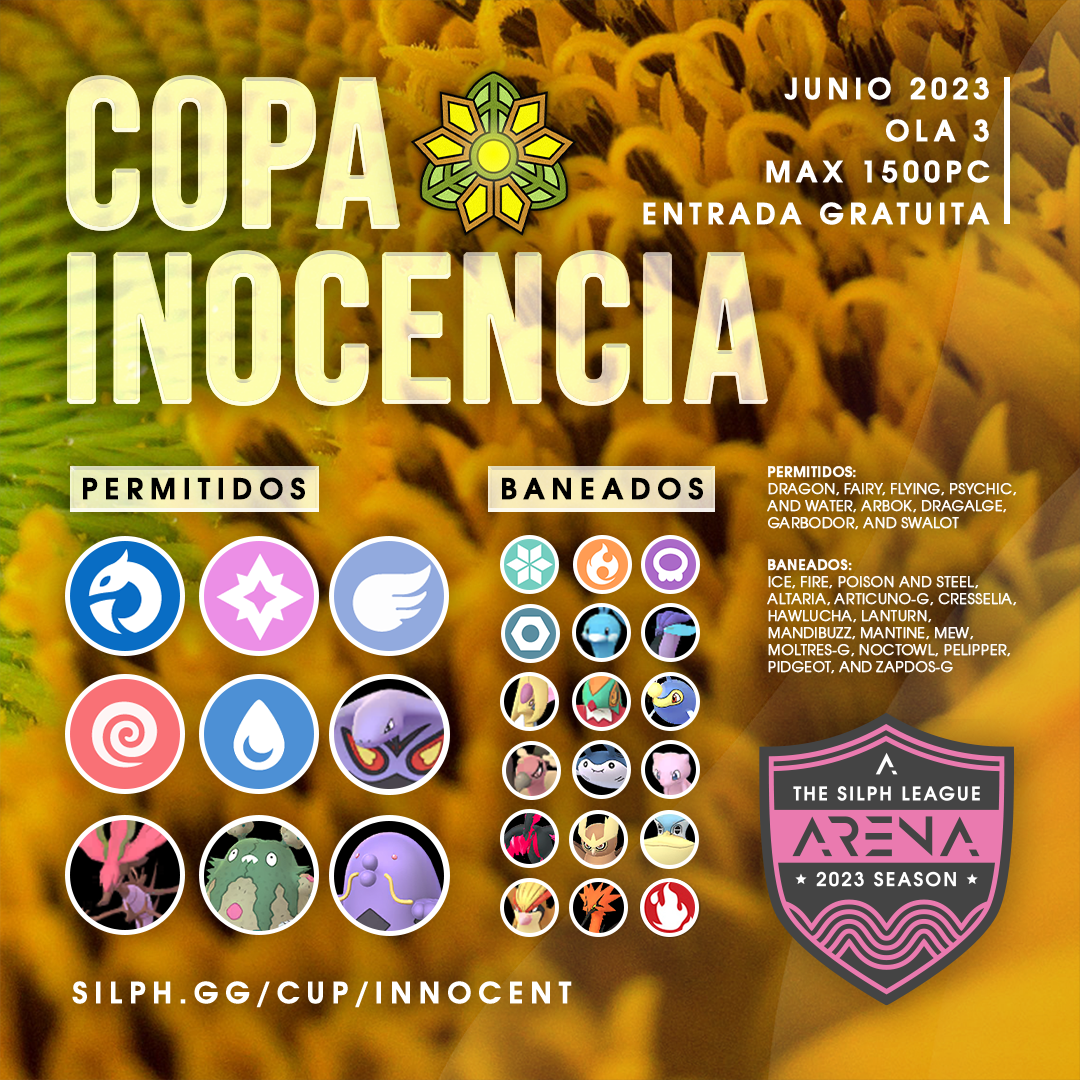 COPA
INOCENCIA
JUNIO 2023
OLA 3
MAX 1500PC
ENTRADA GRATUITA
PERMITIDOS
BANEADOS
PERMITIDOS:
DRAGON, FAIRY, FLYING, PSYCHIC,
AND WATER, ARBOK, DRAGALGE,
GARBODOR, AND SWALOT
BANEADOS:
ICE, FIRE, POISON AND STEEL,
ALTARIA, ARTICUNO-G, CRESSELIA,
HAWLUCHA, LANTURN,
MANDIBUZZ, MANTINE, MEW,
MOLTRES-G, NOCTOWL, PELIPPER,
PIDGEOT, AND ZAPDOS-G
THE SILPH LEAGUE
ARENA
★ 2023 SEASON ★
SILPH.GG/CUP/INNOCENT